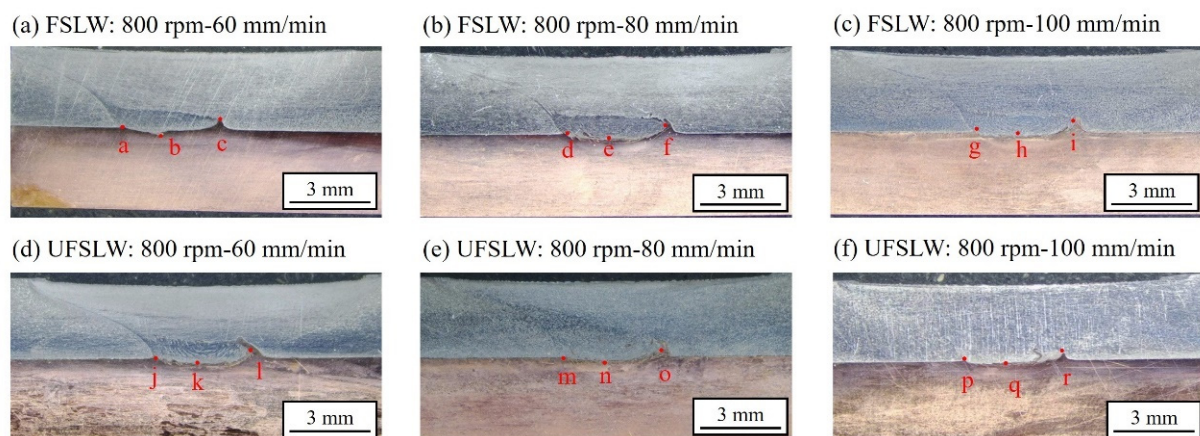 (a) FSLW: 800 rpm-60 mm/min
(b) FSLW: 800 rpm-80 mm/min
(c) FSLW: 800 rpm-100 mm/min
a
b
c
3 mm
d
e
f
3 mm
g
h
i
3 mm
(d) UFSLW: 800 rpm-60 mm/min
(e) UFSLW: 800 rpm-80 mm/min
(f) UFSLW: 800 rpm-100 mm/min
j
k
l
3 mm
m
n
o
3 mm
p
q
r
3 mm